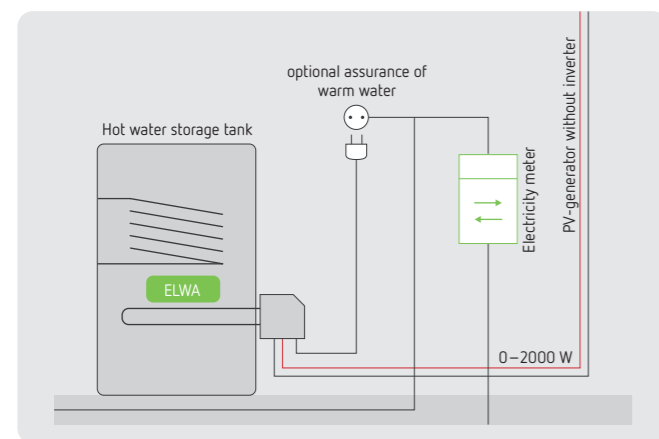 optional assurance of
warm water
Hot water storage tank
PV-generator without inverter
Electricity meter
ELWA
0–2000 W